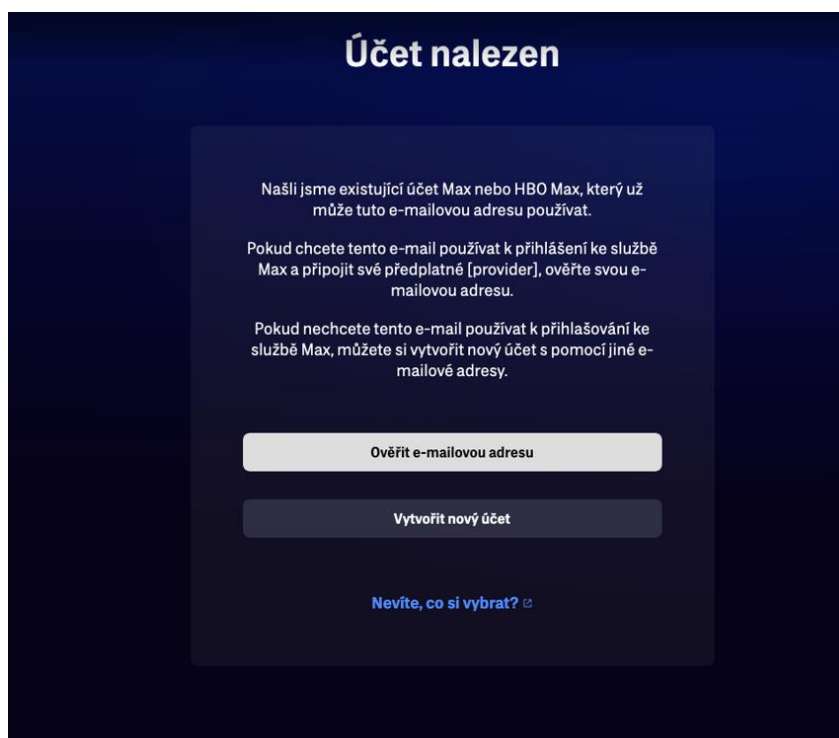 Účet nalezen
Našli jsme existující účet Max nebo HBO Max, který už
může tuto e-mailovou adresu používat.
Pokud chcete tento e-mail používat k přihlášení ke službě
Max a připojit své předplatné [provider], ověřte svou e-
mailovou adresu.
Pokud nechcete tento e-mail používat k přihlašování ke
službě Max, můžete si vytvořit nový účet s pomocí jiné e-
mailové adresy.
Ověřit e-mailovou adresu
Vytvořit nový účet
Nevíte, co si vybrat?